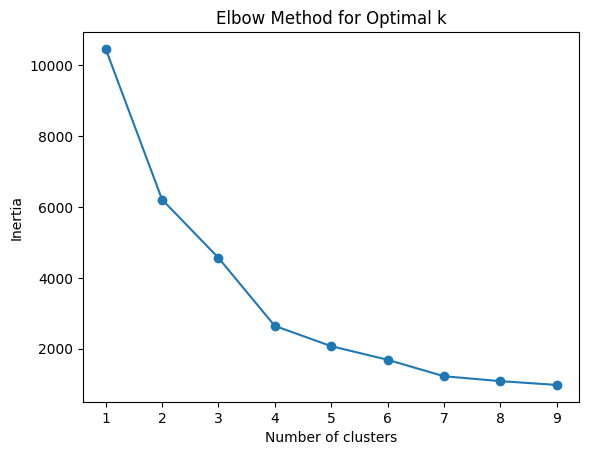 Elbow Method for Optimal k
10000
8000
6000
4000
2000
Inertia
1 2 3 4 5 6 7 8 9
Number of clusters